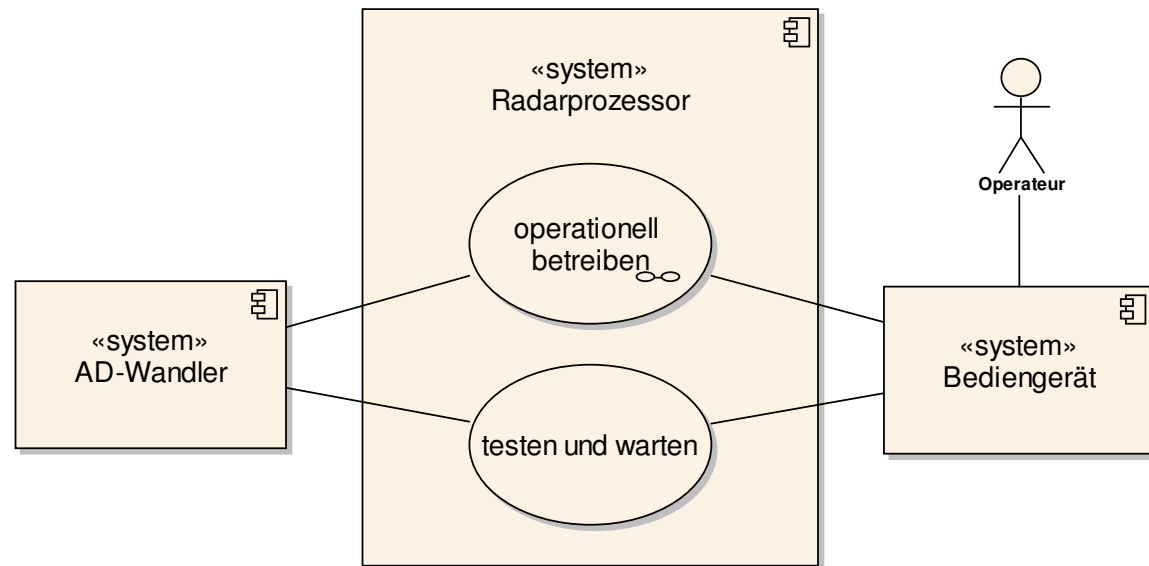 «system»
Radarprozessor
operationell
betreiben
testen und warten
«system»
AD-Wandler
Operateur
«system»
Bediengerät